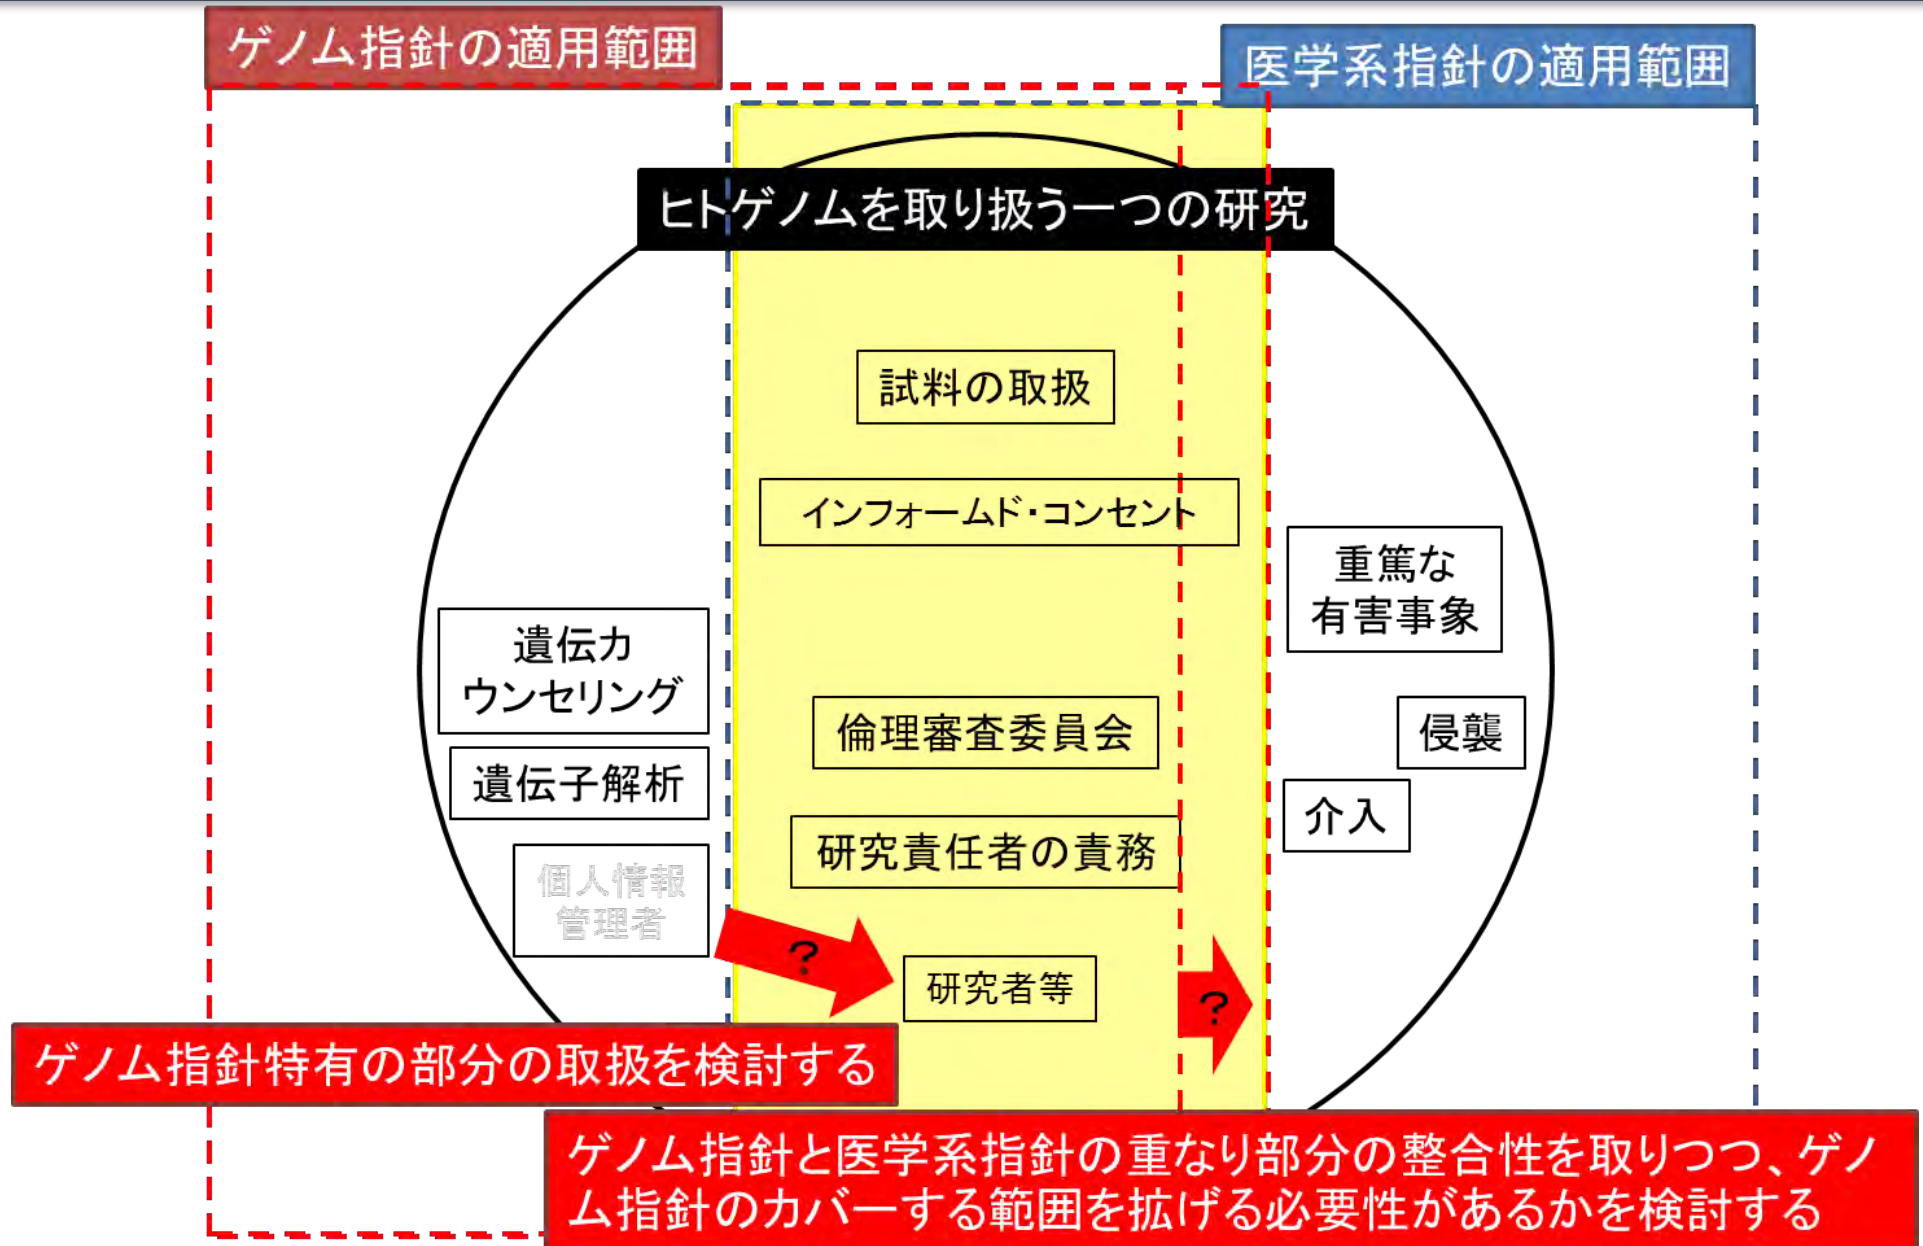 ゲノム指針の適用範囲
医学系指針の適用範囲
ヒトゲノムを取り扱う一つの研究
試料の取扱
インフォームド・コンセント
重篤な
有害事象
遺伝カ
ウンセリング
倫理審査委員会
侵襲
遺伝子解析
介入
研究責任者の責務
個人情報
管理者
?
研究者等
?
ゲノム指針特有の部分の取扱を検討する
ゲノム指針と医学系指針の重なり部分の整合性を取りつつ、ゲノ
ム指針のカバーする範囲を拡げる必要性があるかを検討する